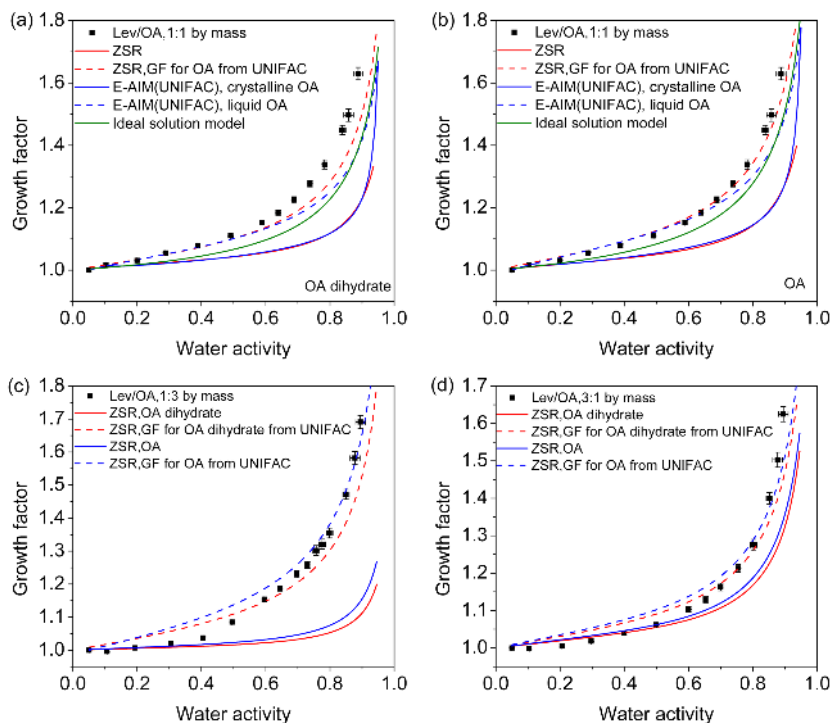 (a)
Lev/OA,1:1 by mass
ZSR
ZSR,GF for OA from UNIFAC
E-AIM(UNIFAC), crystalline OA
E-AIM(UNIFAC), liquid OA
Ideal solution model
OA dihydrate
Growth factor
1.8
1.6
1.4
1.2
1.0
0.0 0.2 0.4 0.6 0.8 1.0
Water activity
(b)
Lev/OA,1:1 by mass
ZSR
ZSR,GF for OA from UNIFAC
E-AIM(UNIFAC), crystalline OA
E-AIM(UNIFAC), liquid OA
Ideal solution model
OA
Growth factor
1.8
1.6
1.4
1.2
1.0
0.0 0.2 0.4 0.6 0.8 1.0
Water activity
(c)
Lev/OA,1:3 by mass
ZSR,OA dihydrate
ZSR,GF for OA dihydrate from UNIFAC
ZSR,OA
ZSR,GF for OA from UNIFAC
Growth factor
1.8
1.7
1.6
1.5
1.4
1.3
1.2
1.1
1.0
0.0 0.2 0.4 0.6 0.8 1.0
Water activity
(d)
Lev/OA,3:1 by mass
ZSR,OA dihydrate
ZSR,GF for OA dihydrate from UNIFAC
ZSR.OA
ZSR,GF for OA from UNIFAC
Growth factor
1.7
1.6
1.5
1.4
1.3
1.2
1.1
1.0
0.0 0.2 0.4 0.6 0.8 1.0
Water activity